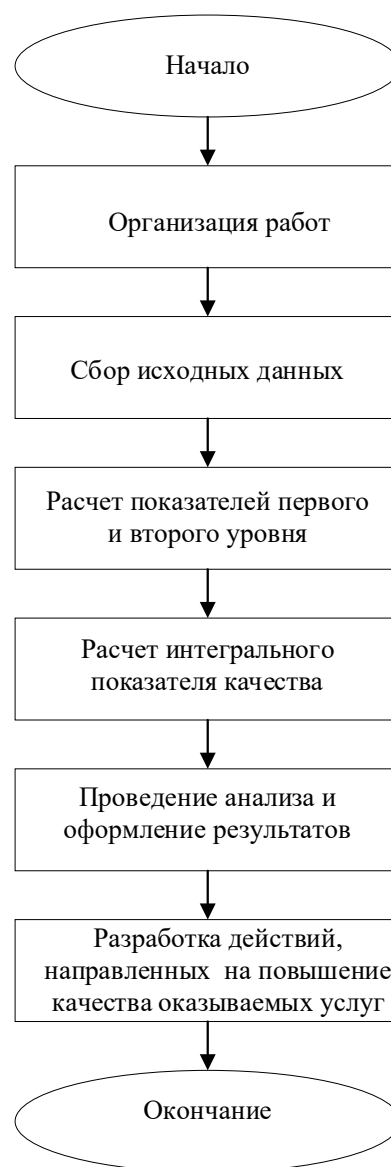 Начало
Организация работ
Сбор исходных данных
Расчет показателей первого
и второго уровня
Расчет интегрального
показателя качества
Проведение анализа и
оформление результатов
Разработка действий,
направленных на повышение
качества оказываемых услуг
Окончание